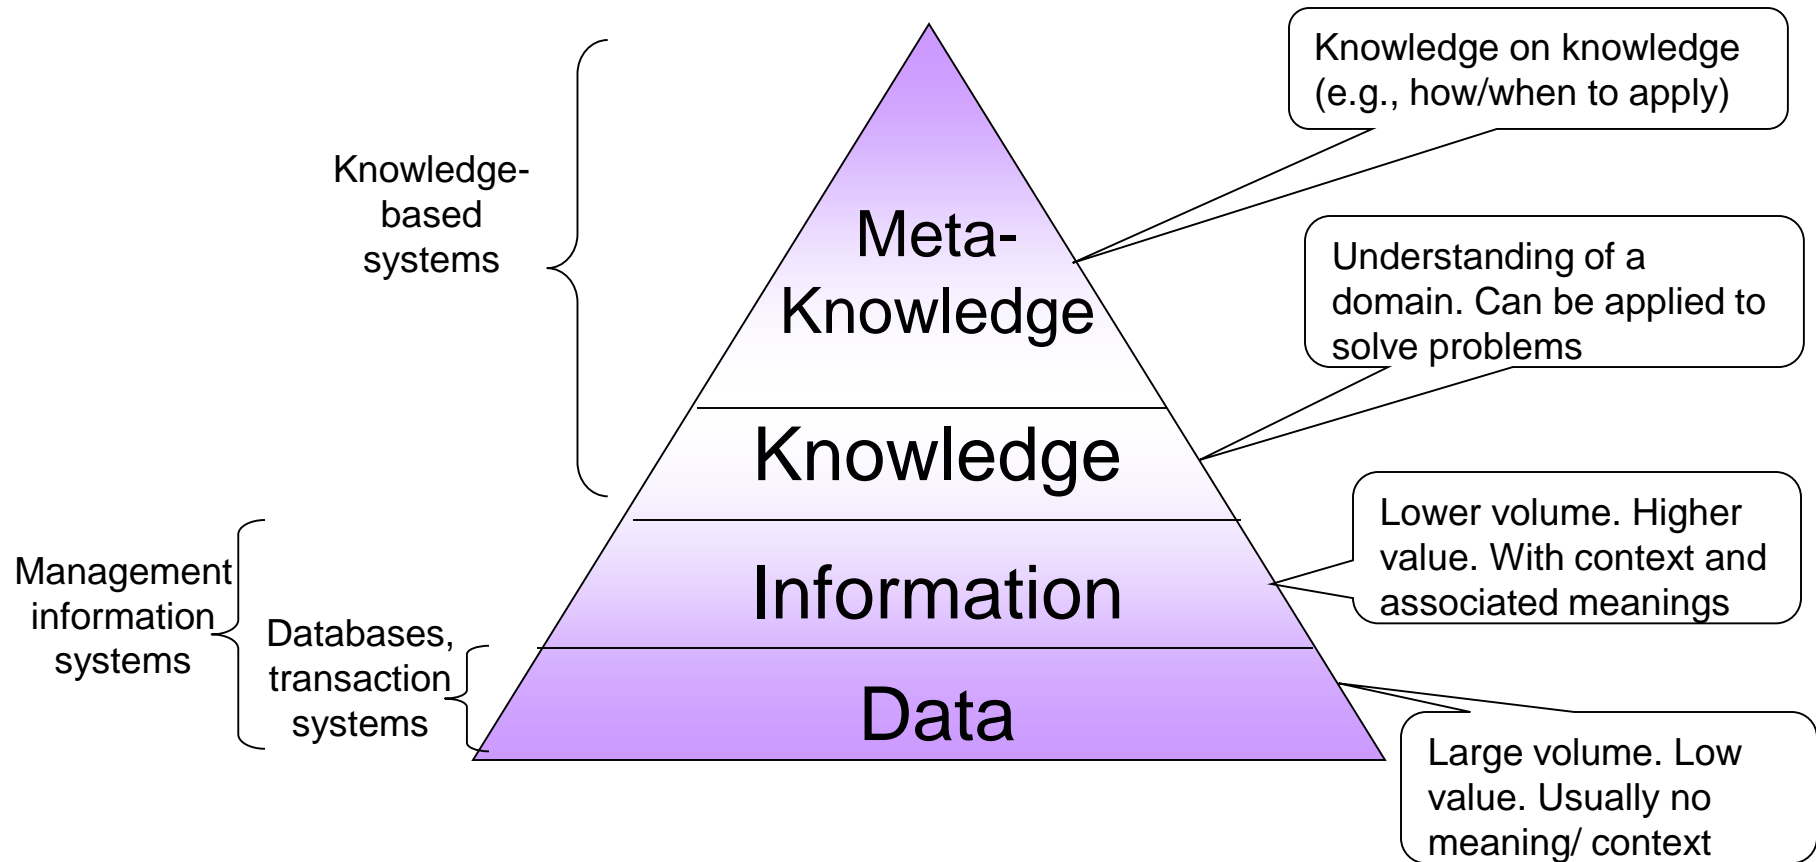 Knowledge on knowledge
(e.g., how/when to apply)
Knowledge-
based
systems
Meta-
Knowledge
Understanding of a
domain. Can be applied to
solve problems
Knowledge
Lower volume. Higher
value. With context and
associated meanings
Management
information
systems
Information
Databases,
transaction
systems
Data
Large volume. Low
value. Usually no
meaning/ context